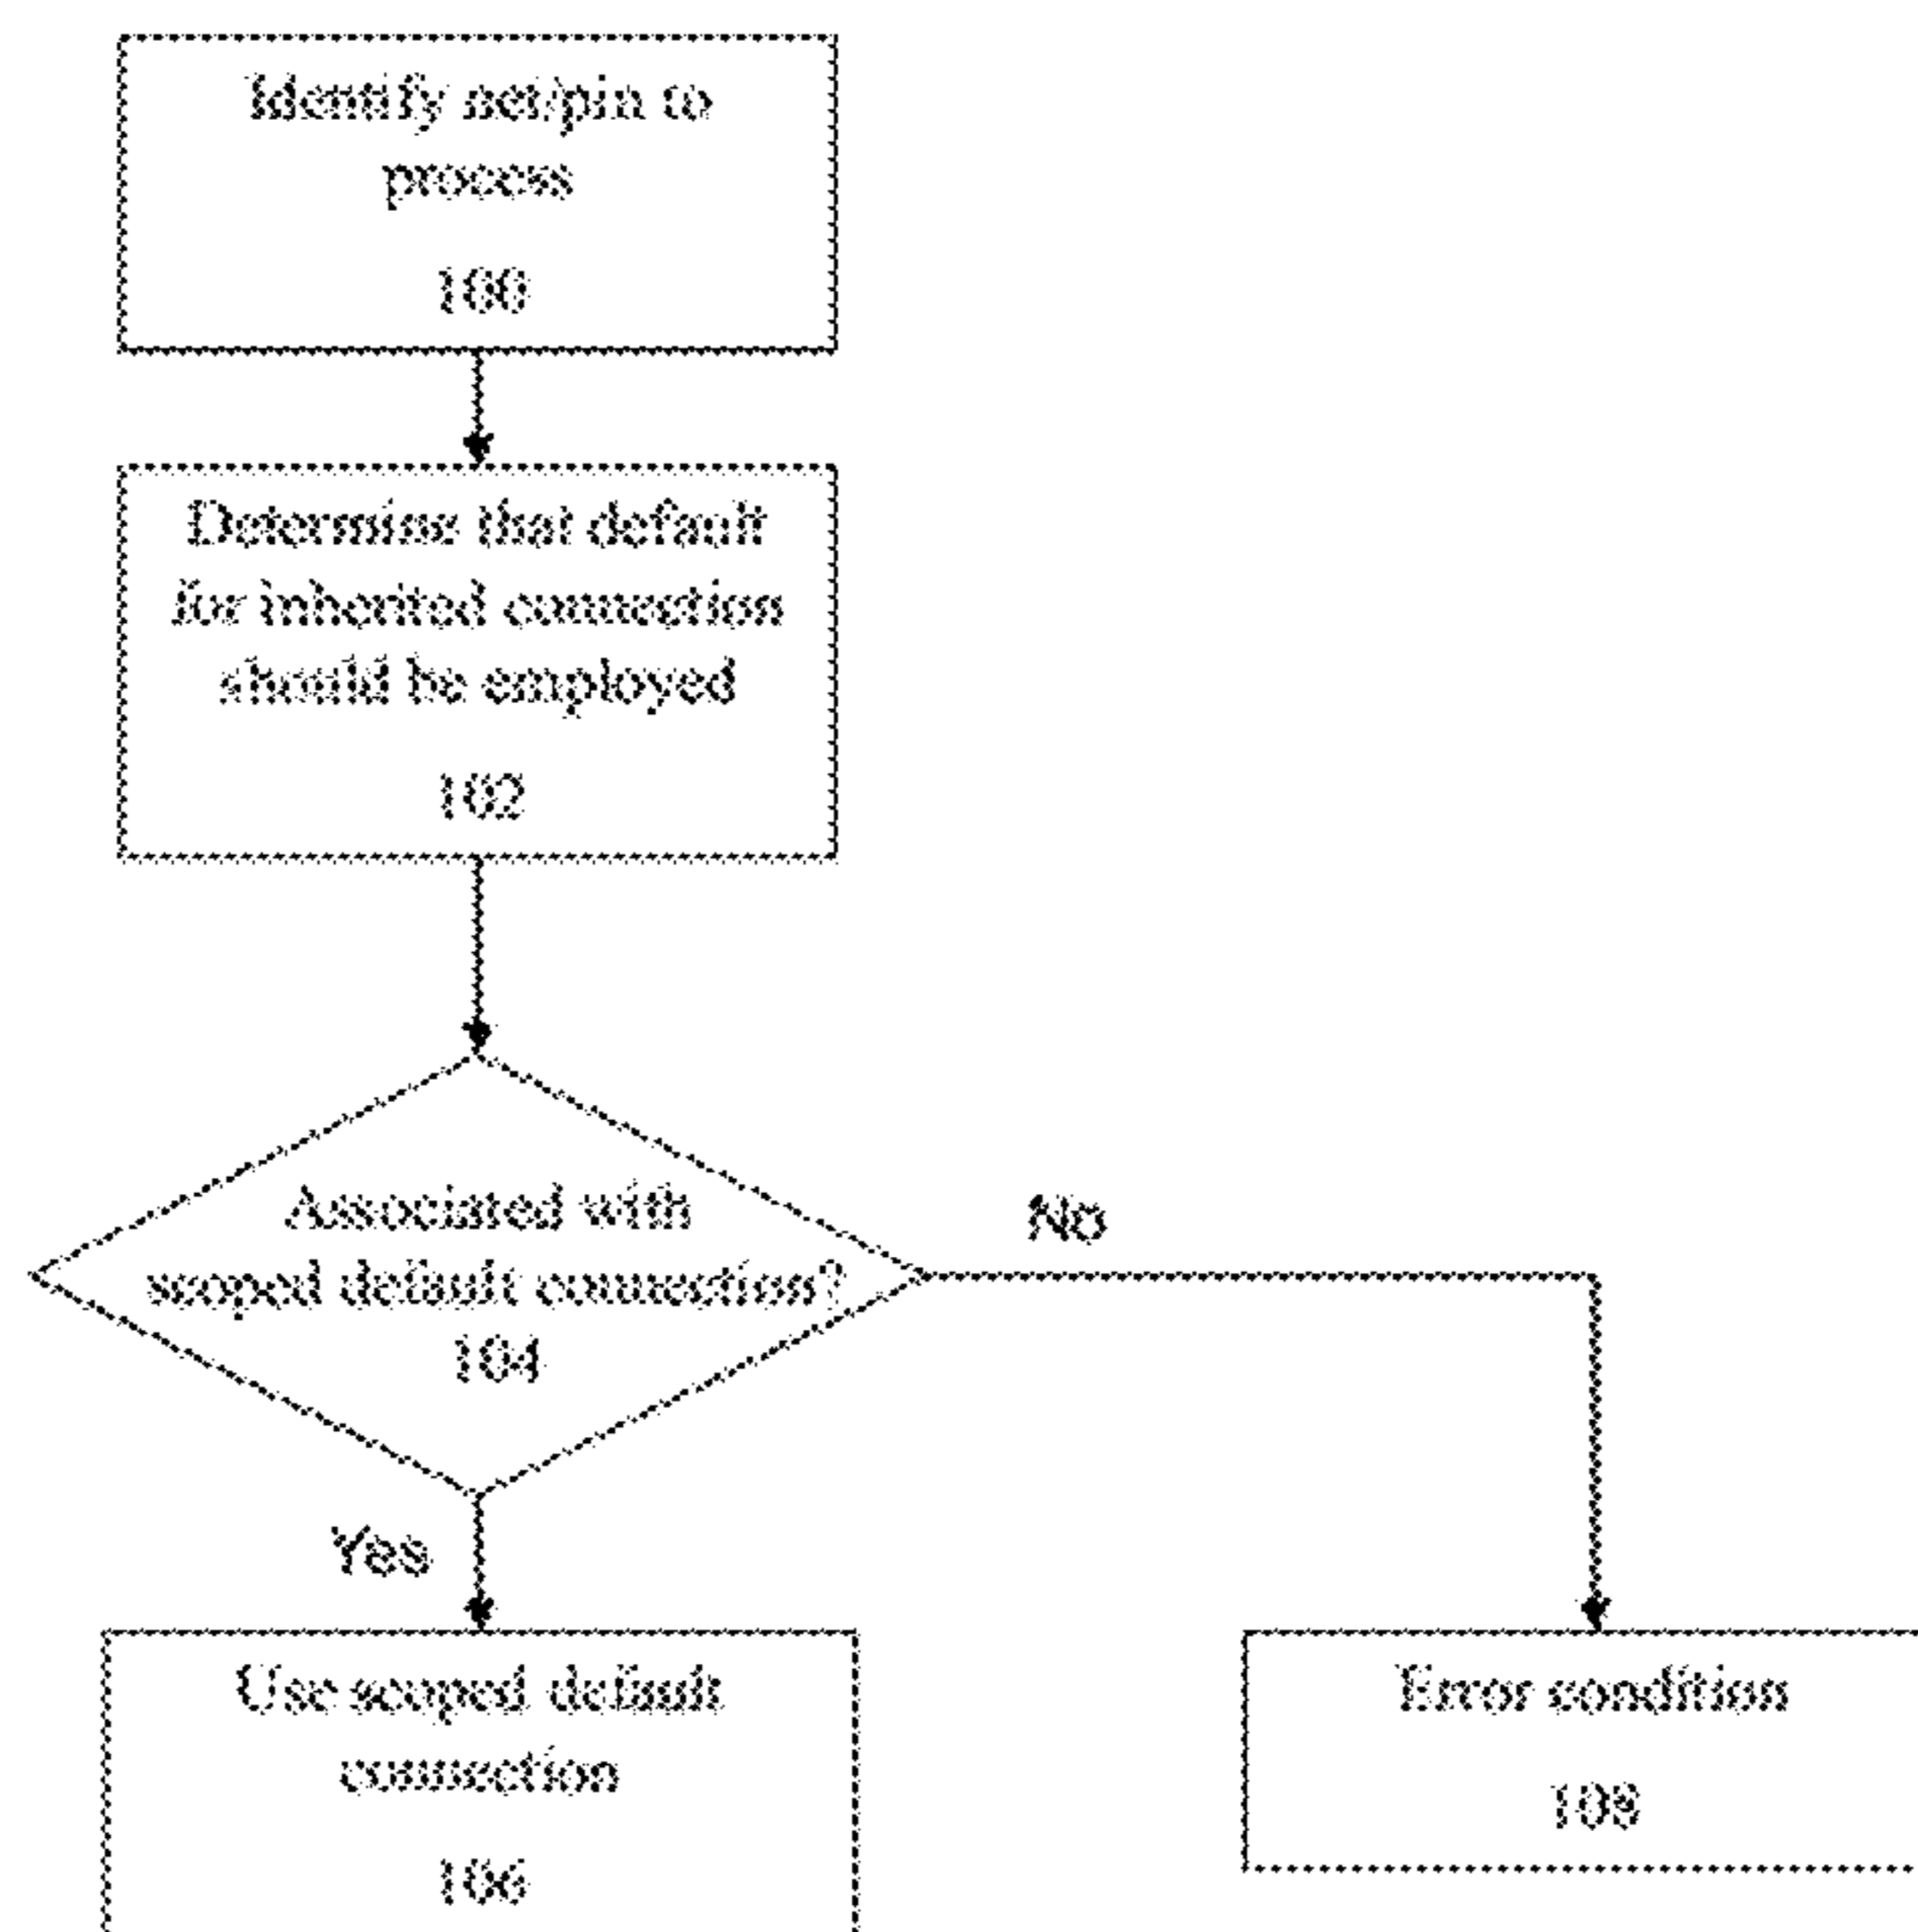 Identify net/pin to
process
100
Determine that default
for inherited connection
should be employed
102
Associated with
scoped default connection?
104
No
Yes
Use scoped default
connection
106
Error condition
108